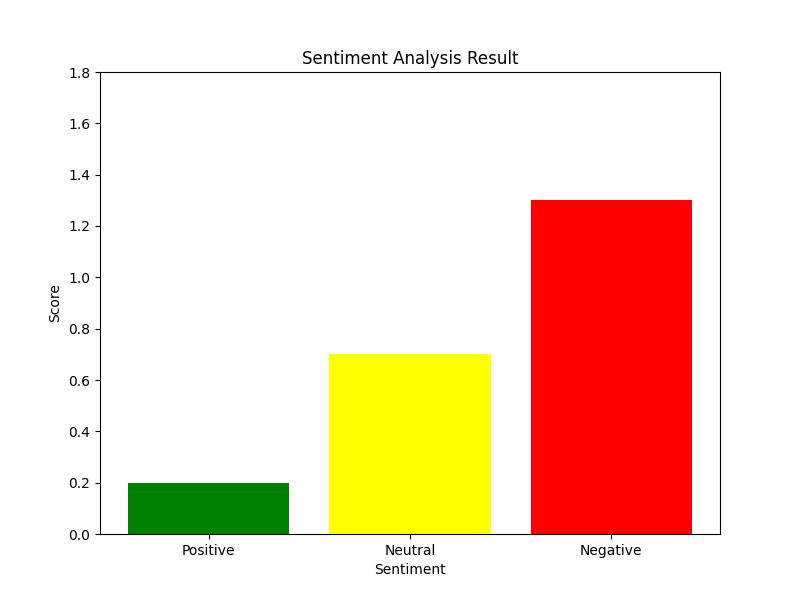 Sentiment Analysis Result
1.8
1.6
1.4
1.2
1.0
0.8
0.6
0.4
0.2
0.0
Score
Positive Neutral Negative
Sentiment